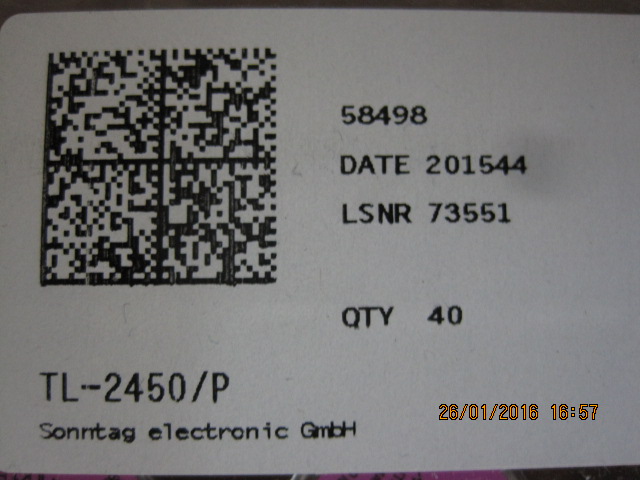 58498
DATE 201544
LSNR 73551
QTY 40
TL-2450/P
Sonntag electronic GmbH
26/01/2016 16:57